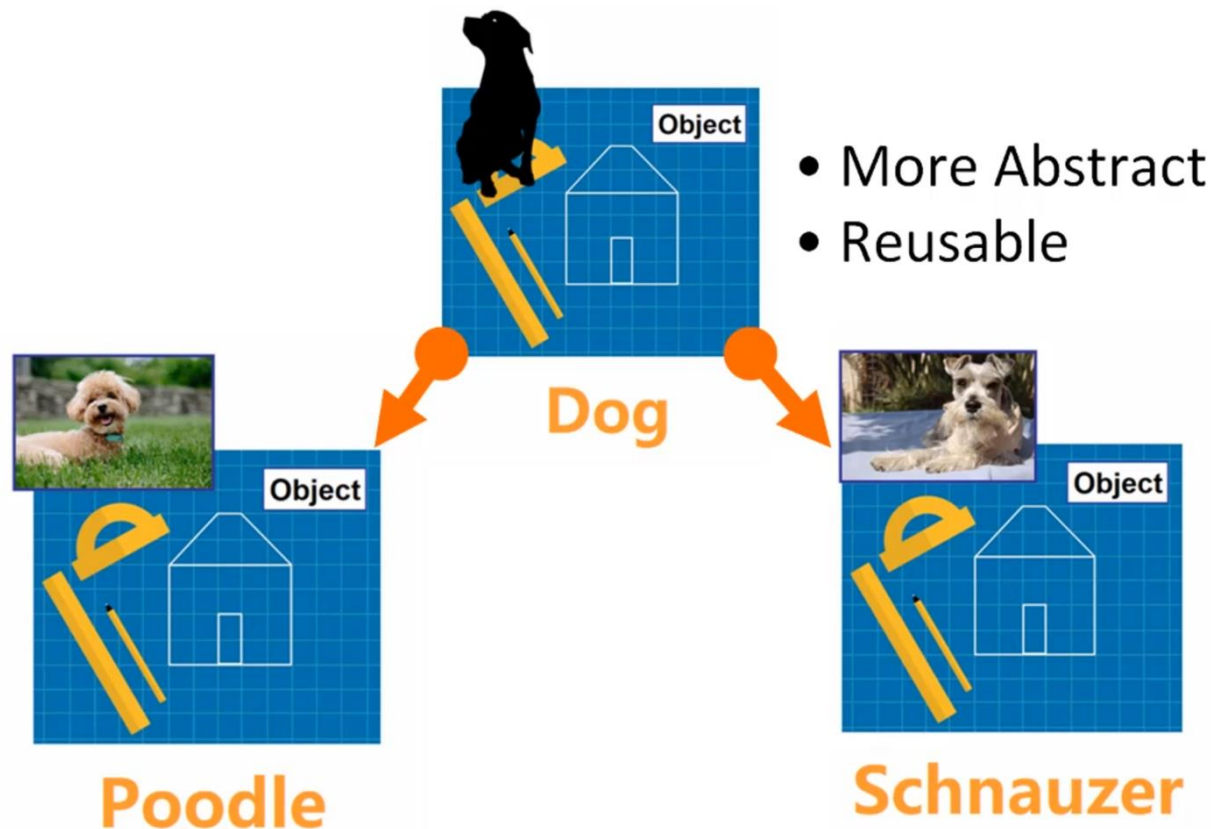 Object
• More Abstract
• Reusable
Dog
Object
Poodle
Object
Schnauzer